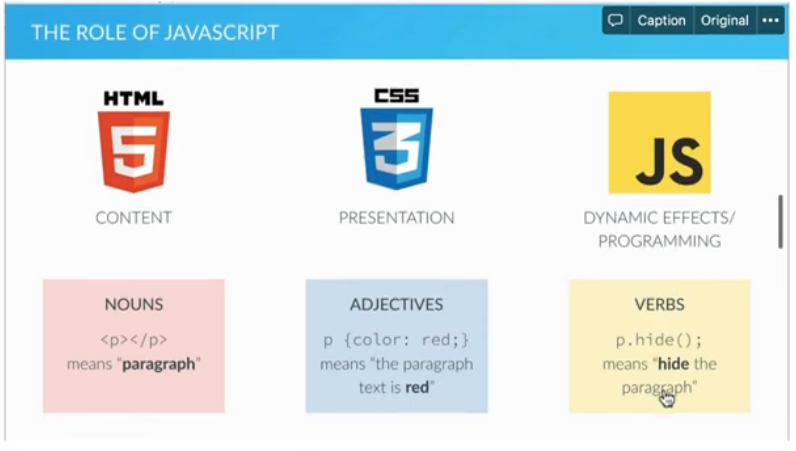 THE ROLE OF JAVASCRIPT
Caption Original •••
HTML
5
CONTENT
CSS
3
PRESENTATION
JS
DYNAMIC EFFECTS/
PROGRAMMING
NOUNS
<p></p>
means “paragraph”
ADJECTIVES
p {color: red;}
means “the paragraph
text is red”
VERBS
p.hide();
means “hide the
paragraph”